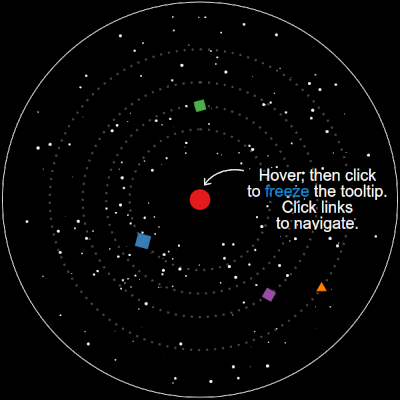 Hover, then click
to freeze the tooltip.
Click links
to navigate.